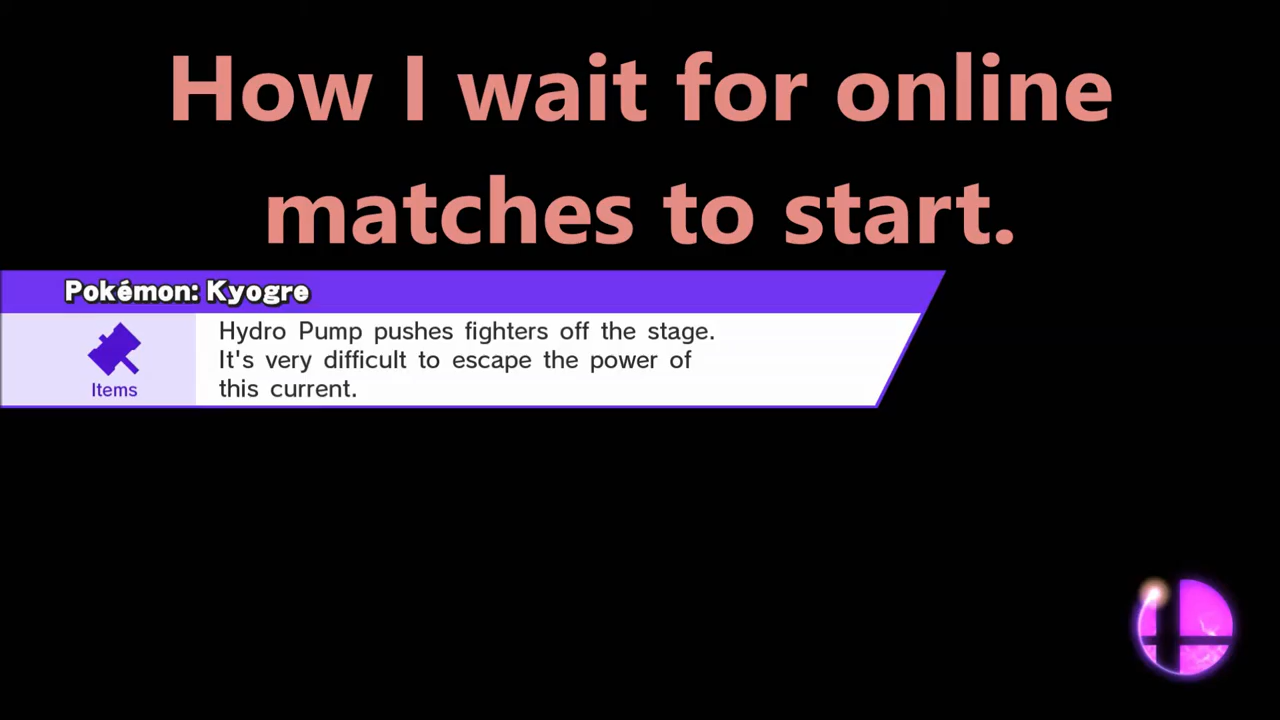 How I wait for online
matches to start.
Pokémon: Kyogre
Hydro Pump pushes fighters off the stage.
It's very difficult to escape the power of
this current.
Items